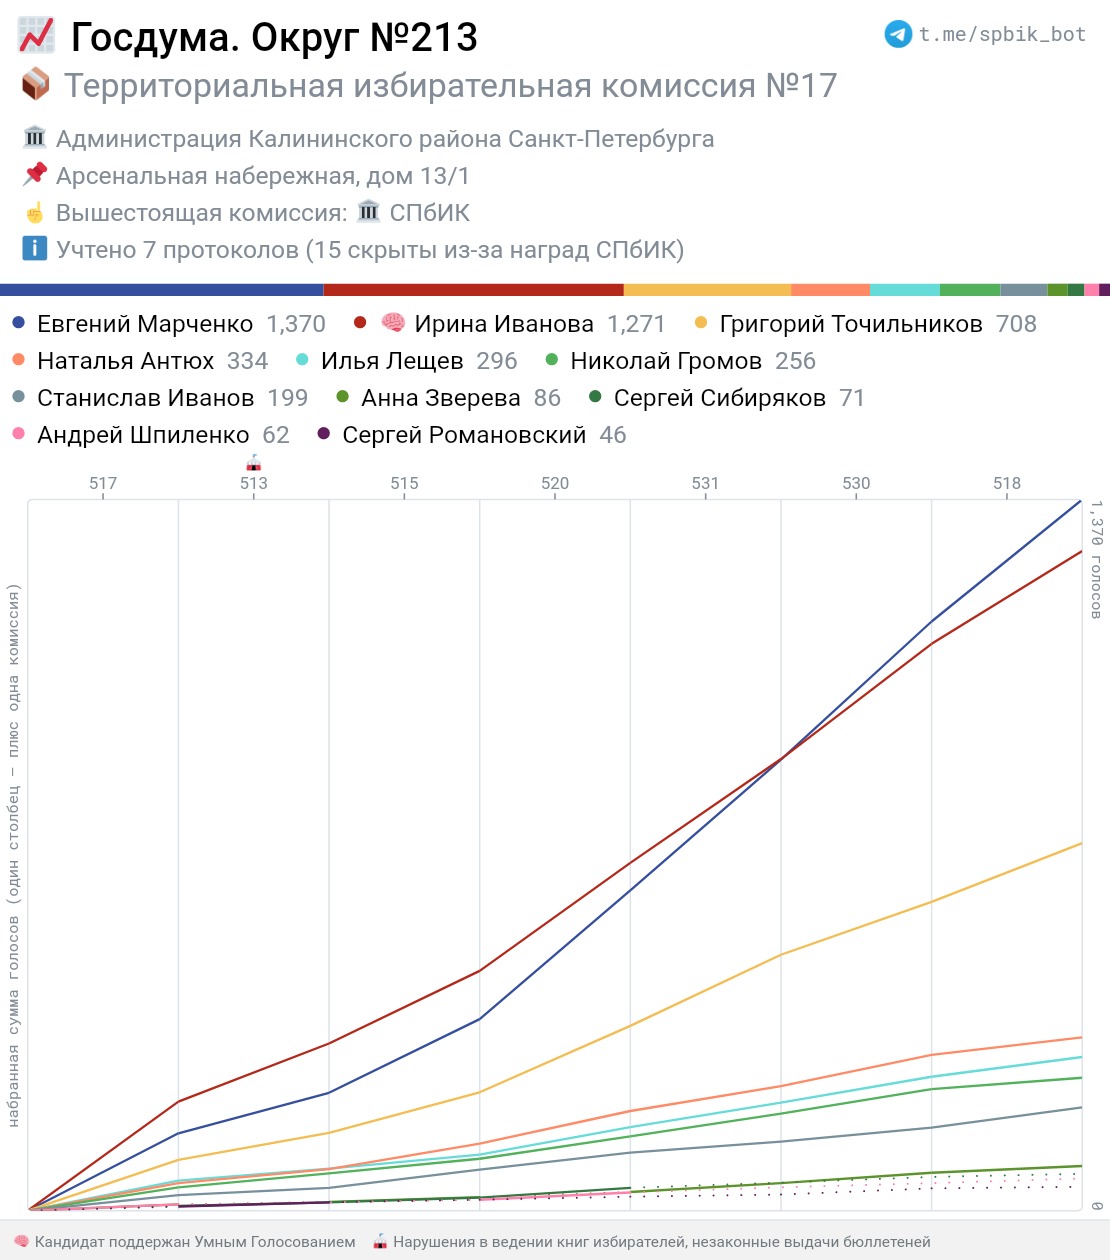 Госдума. Округ №213
t.me/spbik_bot
Территориальная избирательная комиссия №17
Администрация Калининского района Санкт-Петербурга
Арсенальная набережная, дом 13/1
Вышестоящая комиссия: СПбИК
Учтено 7 протоколов (15 скрыты из-за наград СПбИК)
Евгений Марченко 1,370 Ирина Иванова 1,271 Григорий Точильников 708
Наталья Антюх 334 Илья Лещев 296 Николай Громов 256
Станислав Иванов 199 Анна Зверева 86 Сергей Сибиряков 71
Андрей Шпиленко 62 Сергей Романовский 46
517 513 515 520 531 530 518
1,370 голосов
набранная сумма голосов (один столбец — плюс одна комиссия)
0
Кандидат поддержан Умным Голосованием Нарушения в ведении книг избирателей, незаконные выдачи бюллетеней